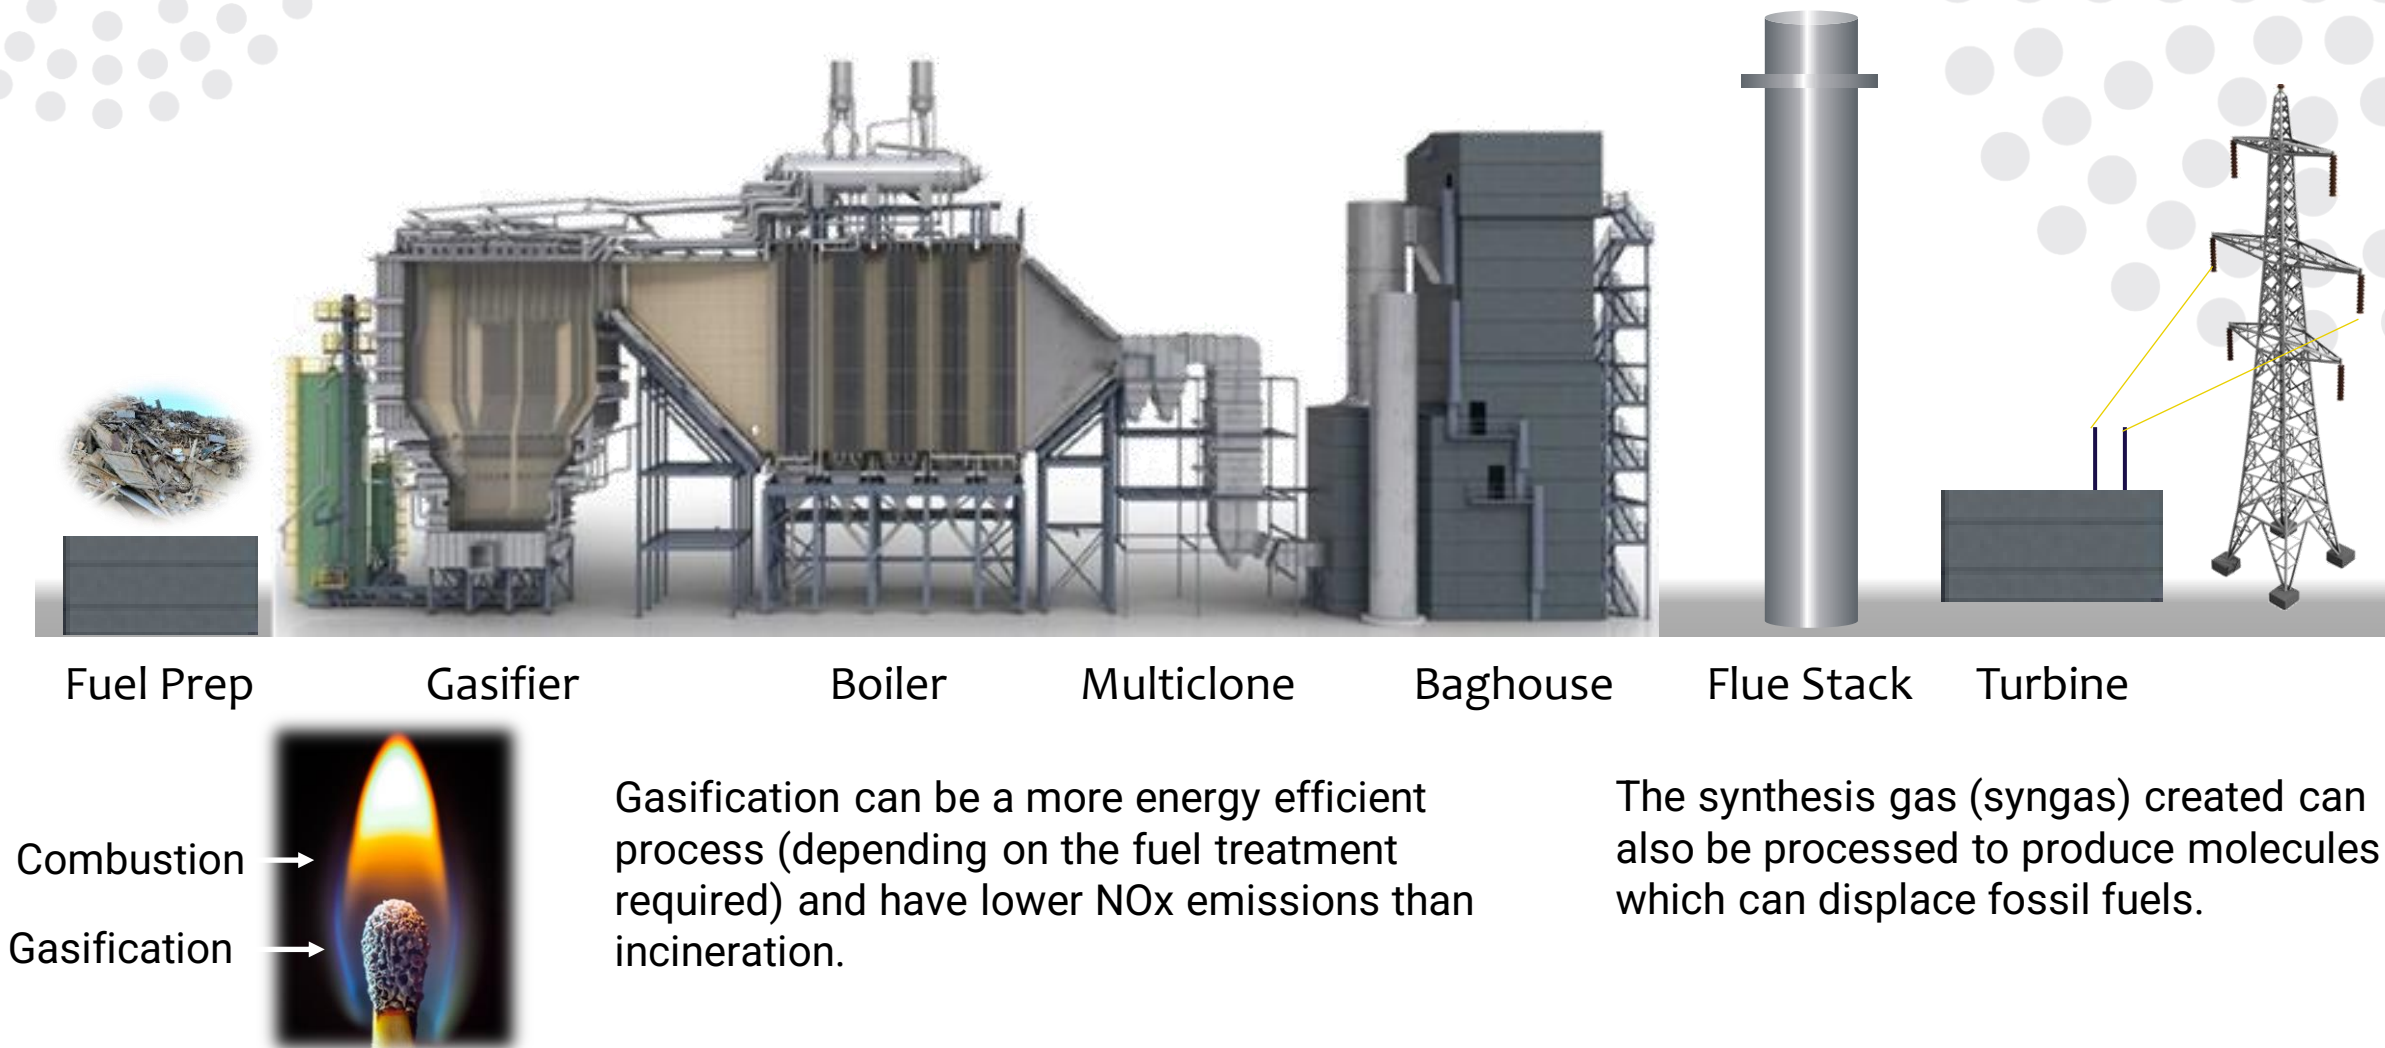 Fuel Prep
Gasifier
Boiler
Multiclone
Baghouse
Flue Stack
Turbine
Combustion
Gasification
Gasification can be a more energy efficient
process (depending on the fuel treatment
required) and have lower NOx emissions than
incineration.
The synthesis gas (syngas) created can
also be processed to produce molecules
which can displace fossil fuels.